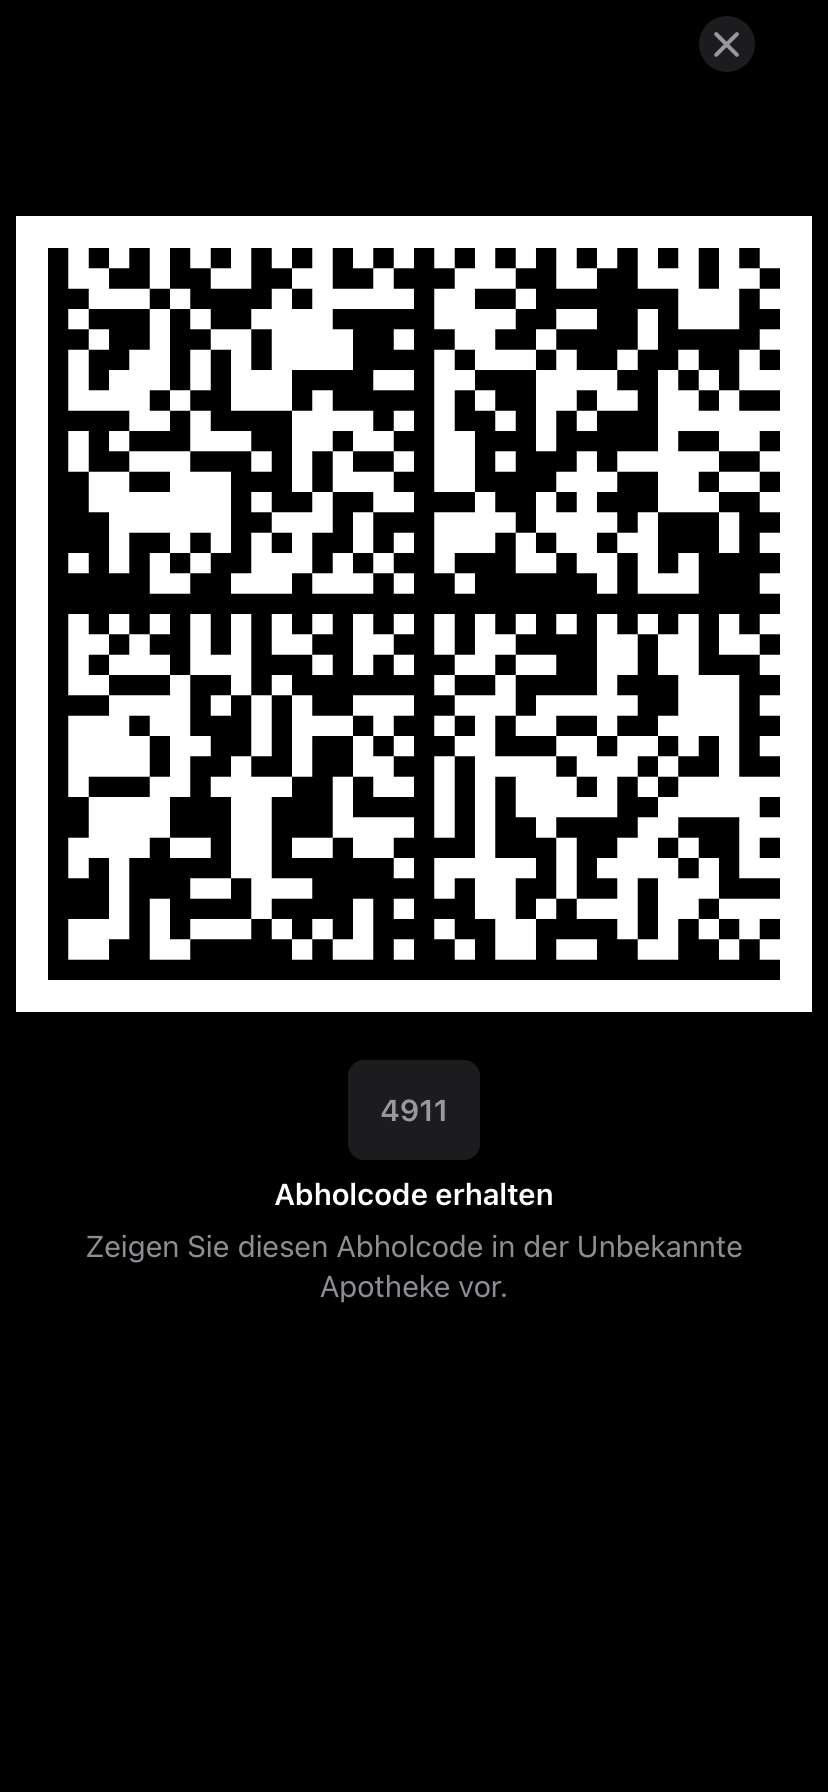 4911
Abholcode erhalten
Zeigen Sie diesen Abholcode in der Unbekannte
Apotheke vor.